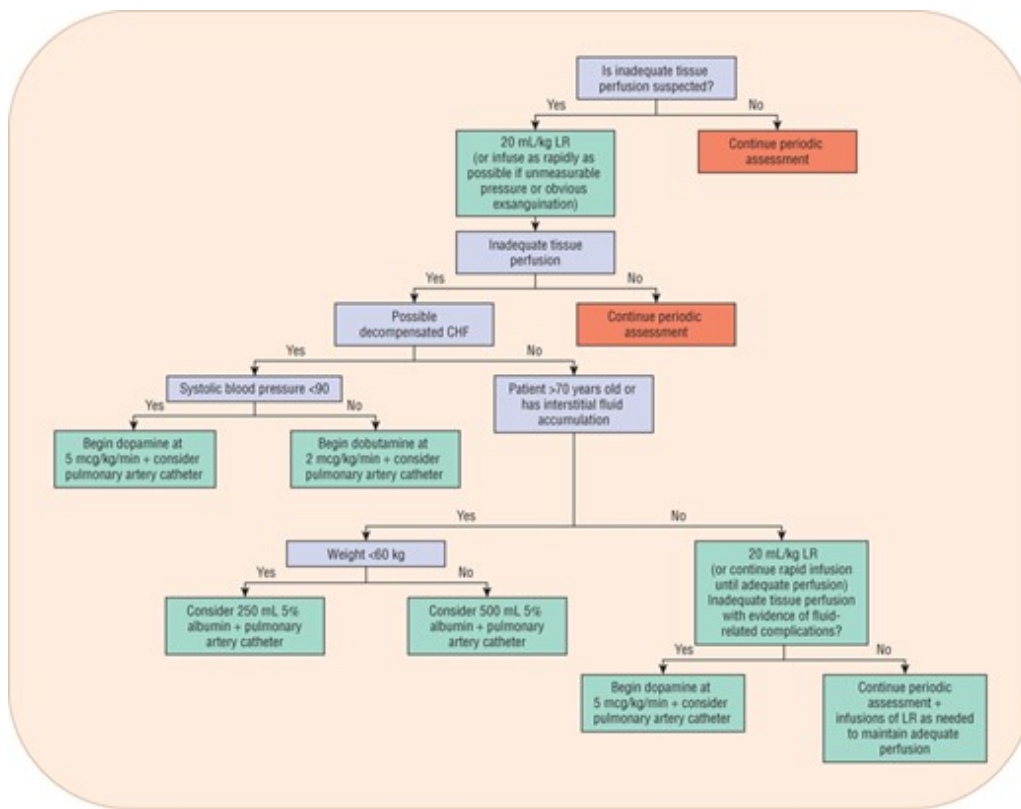 Is inadequate tissue
perfusion suspected?
Yes
No
20 mL/kg LR
(or infuse as rapidly as
possible if unmeasurable
pressure or obvious
exsanguination)
Continue periodic
assessment
Inadequate tissue
perfusion
Yes
No
Possible
decompensated CHF
Continue periodic
assessment
Yes
No
Systolic blood pressure <90
Patient >70 years old or
has interstitial fluid
accumulation
Yes
No
Begin dopamine at
5 mcg/kg/min + consider
pulmonary artery catheter
Begin dobutamine at
2 mcg/kg/min + consider
pulmonary artery catheter
Yes
No
Weight <60 kg
20 mL/kg LR
(or continue rapid infusion
until adequate perfusion)
Inadequate tissue perfusion
with evidence of fluid-
related complications?
Yes
No
Consider 250 mL 5%
albumin + pulmonary
artery catheter
Consider 500 mL 5%
albumin + pulmonary
artery catheter
Yes
No
Begin dopamine at
5 mcg/kg/min + consider
pulmonary artery catheter
Continue periodic
assessment +
infusions of LR as needed
to maintain adequate
perfusion